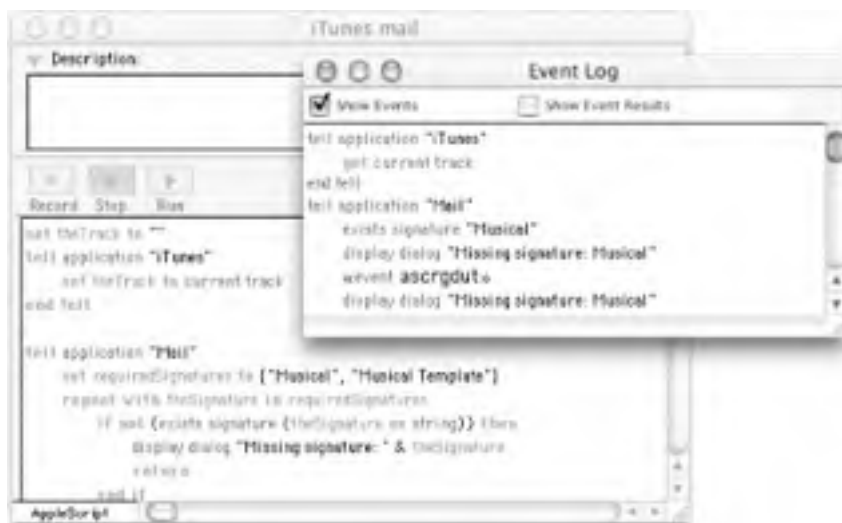 iTunes mail
Description:
Record Stop Run
set theTrack to ""
tell application "iTunes"
set theTrack to current track
end tell
tell application "Mail"
set requiredSignatures to ["Musical", "Musical Template"]
repeat with theSignature in requiredSignatures
if not (exists signature (theSignature as string)) then
display dialog "Missing signature: " & theSignature
return
end if
AppleScript
Event Log
Show Events Show Event Results
tell application "iTunes"
get current track
end tell
tell application "Mail"
exists signature "Musical"
display dialog "Missing signature: Musical"
«event ascrgdut»
display dialog "Missing signature: Musical"